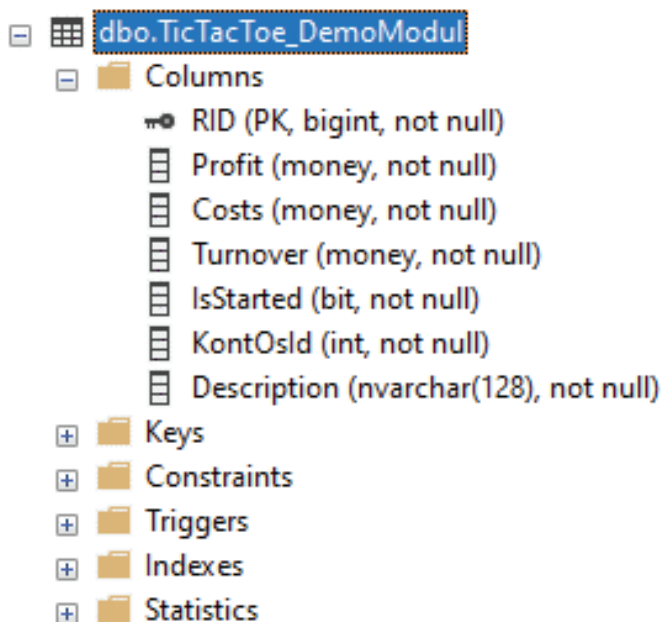 dbo.TicTacToe_DemoModul
Columns
RID (PK, bigint, not null)
Profit (money, not null)
Costs (money, not null)
Turnover (money, not null)
IsStarted (bit, not null)
KontOsId (int, not null)
Description (nvarchar(128), not null)
Keys
Constraints
Triggers
Indexes
Statistics